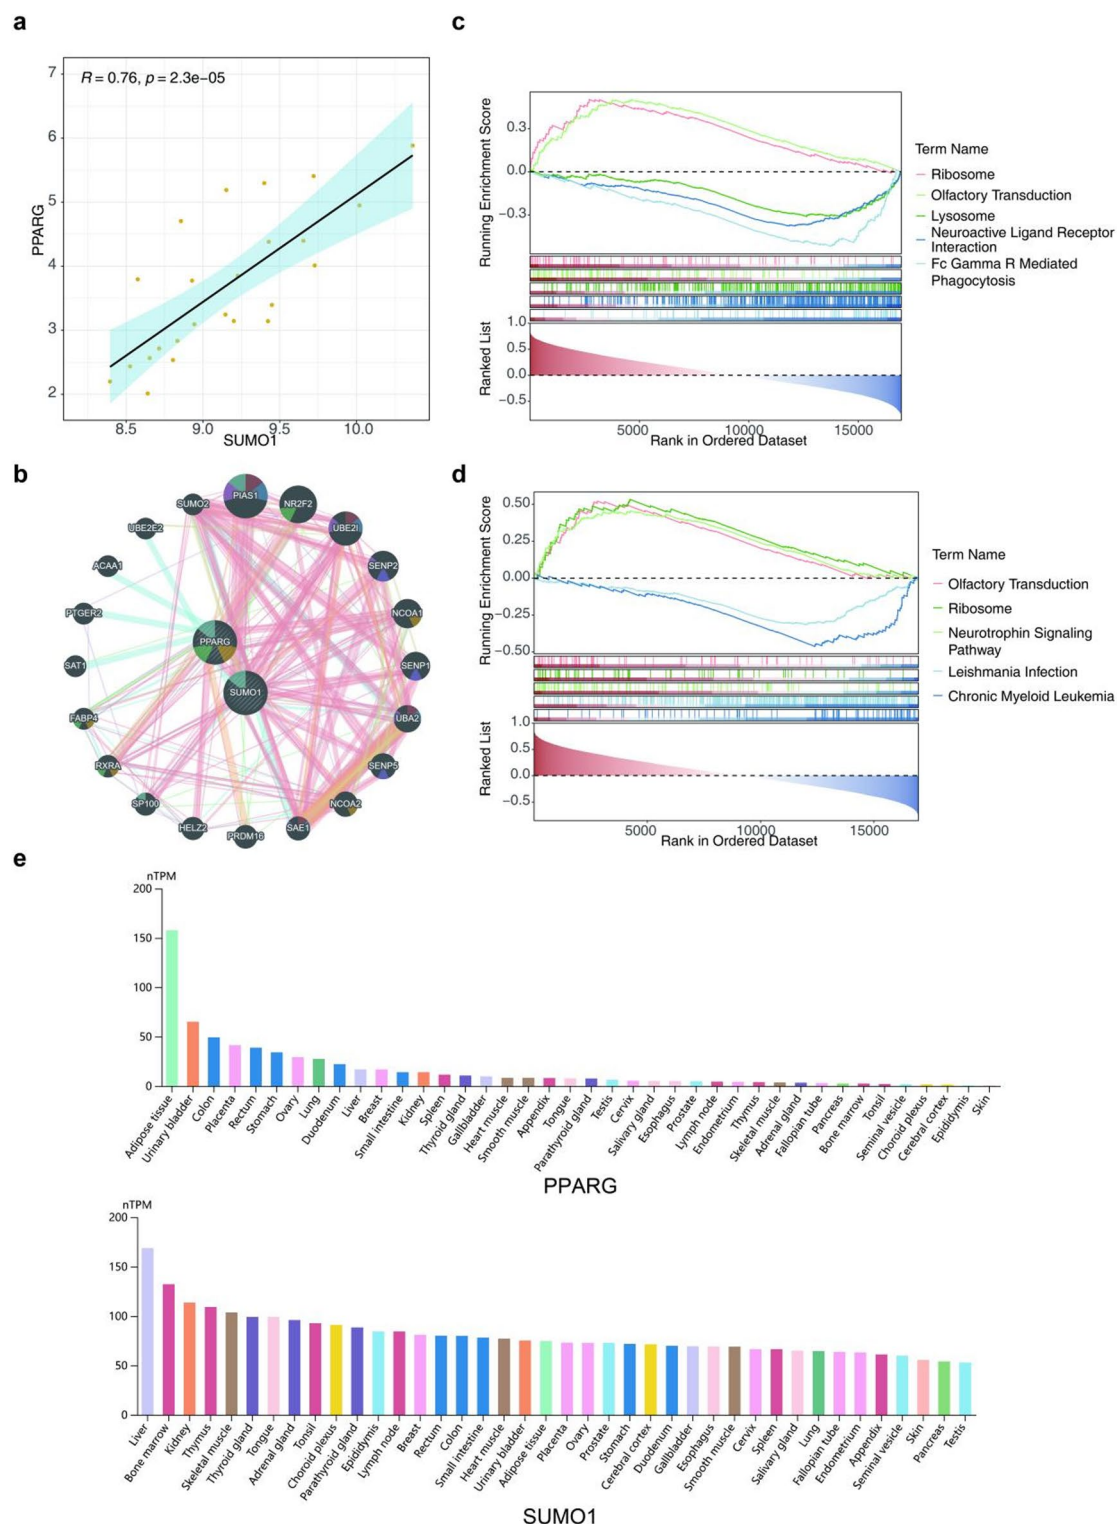 a
R = 0.76, p = 2.3e−05
7
6
5
4
3
2
PPARG
8.5
9.0
9.5
10.0
SUMO1
c
Running Enrichment Score
0.3
0.0
−0.3
Ranked List
1.0
0.5
0.0
−0.5
5000
10000
15000
Rank in Ordered Dataset
Term Name
Ribosome
Olfactory Transduction
Lysosome
Neuroactive Ligand Receptor
Interaction
Fc Gamma R Mediated
Phagocytosis
b
PIAS1
NR2F2
UBE2I
SENP2
NCOA1
SENP1
UBA2
SENP5
NCOA2
SAE1
PRDM16
HELZ2
SP100
RXRA
FABP4
SAT1
PTGER2
ACAA1
UBE2E2
SUMO2
PPARG
SUMO1
d
Running Enrichment Score
0.50
0.25
0.00
−0.25
−0.50
Ranked List
1.0
0.5
0.0
−0.5
5000
10000
15000
Rank in Ordered Dataset
Term Name
Olfactory Transduction
Ribosome
Neurotrophin Signaling
Pathway
Leishmania Infection
Chronic Myeloid Leukemia
e
nTPM
200
150
100
50
0
Adipose tissue
Urinary bladder
Colon
Placenta
Rectum
Stomach
Ovary
Lung
Duodenum
Liver
Breast
Small intestine
Kidney
Spleen
Thyroid gland
Gallbladder
Heart muscle
Smooth muscle
Appendix
Tongue
Parathyroid gland
Testis
Cervix
Salivary gland
Esophagus
Prostate
Lymph node
Endometrium
Thymus
Skeletal muscle
Adrenal gland
Fallopian tube
Pancreas
Bone marrow
Tonsil
Seminal vesicle
Choroid plexus
Cerebral cortex
Epididymis
Skin
PPARG
nTPM
200
150
100
50
0
Liver
Bone marrow
Kidney
Thymus
Skeletal muscle
Thyroid gland
Tongue
Adrenal gland
Tonsil
Choroid plexus
Parathyroid gland
Epididymis
Lymph node
Breast
Rectum
Colon
Small intestine
Heart muscle
Urinary bladder
Adipose tissue
Placenta
Ovary
Prostate
Stomach
Cerebral cortex
Duodenum
Gallbladder
Esophagus
Smooth muscle
Cervix
Spleen
Salivary gland
Lung
Fallopian tube
Endometrium
Appendix
Seminal vesicle
Skin
Pancreas
Testis
SUMO1